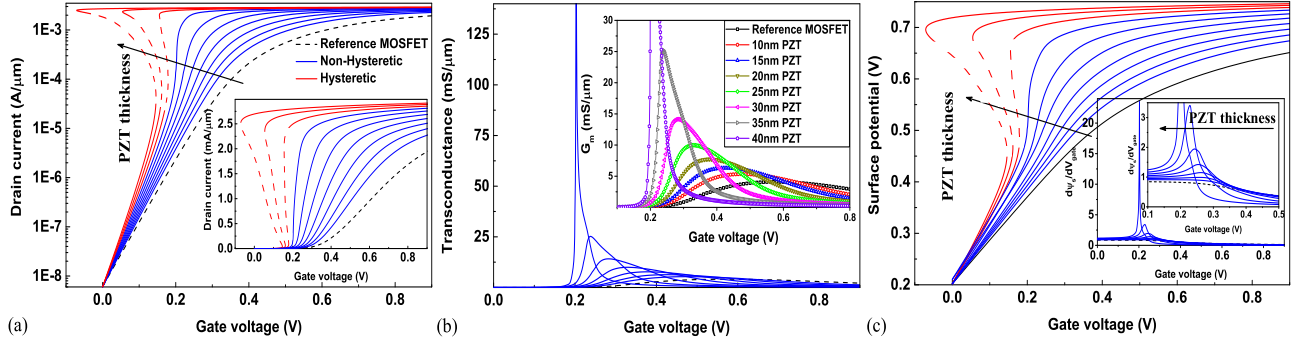 Drain current (A/μm)
1E-3
1E-4
1E-5
1E-6
1E-7
1E-8
0.0 0.2 0.4 0.6 0.8
Gate voltage (V)
PZT thickness
Reference MOSFET
Non-Hysteretic
Hysteretic
Drain current (mA/μm)
2.5
2.0
1.5
1.0
0.5
0.0
0.0 0.2 0.4 0.6 0.8
Gate voltage (V)
(a)
Transconductance (mS/μm)
125
100
75
50
25
0.0 0.2 0.4 0.6 0.8
Gate voltage (V)
Gm (mS/μm)
30
25
20
15
10
5
0.2 0.4 0.6 0.8
Gate voltage (V)
Reference MOSFET
10nm PZT
15nm PZT
20nm PZT
25nm PZT
30nm PZT
35nm PZT
40nm PZT
(b)
Surface potential (V)
0.7
0.6
0.5
0.4
0.3
0.2
0.0 0.2 0.4 0.6 0.8
Gate voltage (V)
PZT thickness
dψs/dVgate
20
15
10
5
0
0.0 0.2 0.4 0.6 0.8
Gate voltage (V)
PZT thickness
dψs/dVgate
3
2
1
0
0.1 0.2 0.3 0.4 0.5
Gate voltage (V)
(c)